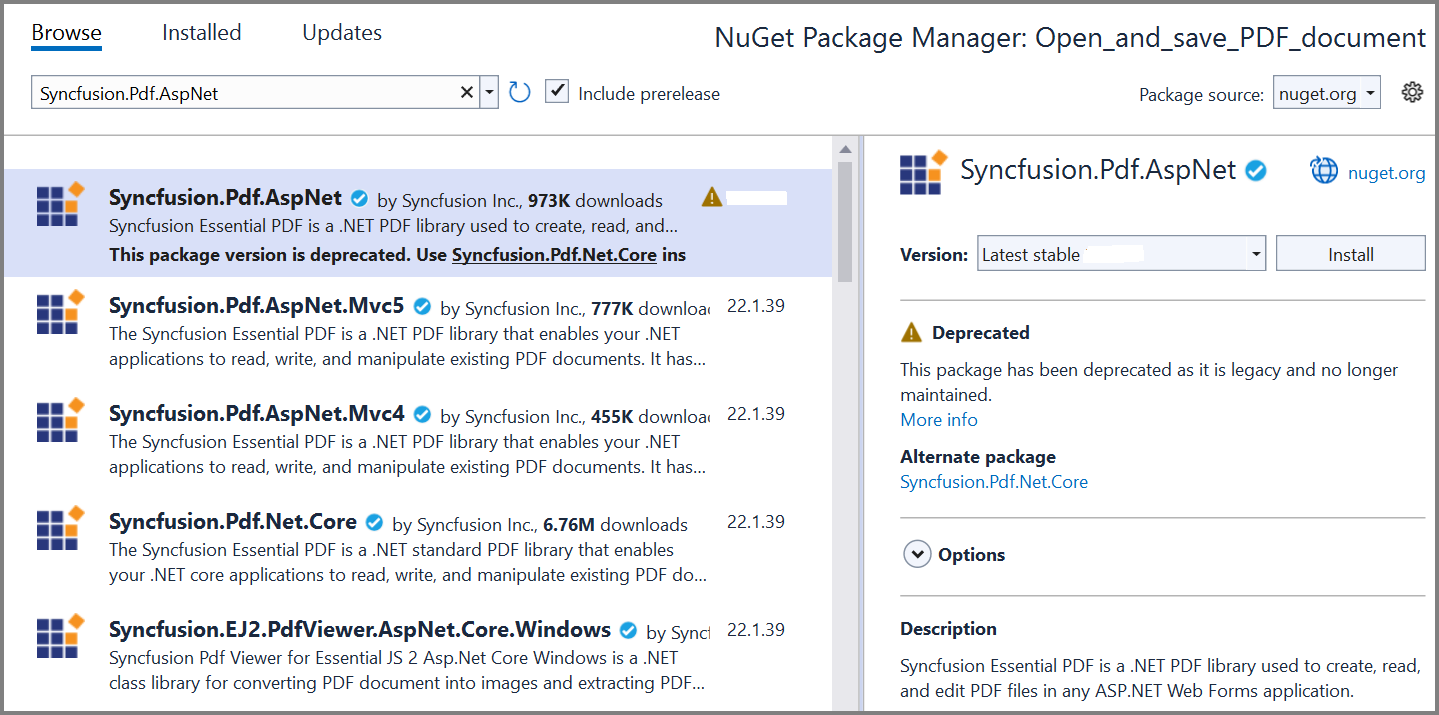 Browse Installed Updates NuGet Package Manager: Open_and_save_PDF_document
Syncfusion.Pdf.AspNet Include prerelease Package source: nuget.org
Syncfusion.Pdf.AspNet by Syncfusion Inc., 973K downloads
Syncfusion Essential PDF is a .NET PDF library used to create, read, and...
This package version is deprecated. Use Syncfusion.Pdf.Net.Core ins
Syncfusion.Pdf.AspNet.Mvc5 by Syncfusion Inc., 777K downloa 22.1.39
The Syncfusion Essential PDF is a .NET PDF library that enables your .NET
applications to read, write, and manipulate existing PDF documents. It has...
Syncfusion.Pdf.AspNet.Mvc4 by Syncfusion Inc., 455K downloa 22.1.39
The Syncfusion Essential PDF is a .NET PDF library that enables your .NET
applications to read, write, and manipulate existing PDF documents. It has...
Syncfusion.Pdf.Net.Core by Syncfusion Inc., 6.76M downloads 22.1.39
The Syncfusion Essential PDF is a .NET standard PDF library that enables
your .NET core applications to read, write, and manipulate existing PDF do...
Syncfusion.EJ2.PdfViewer.AspNet.Core.Windows by Syncf 22.1.39
Syncfusion Pdf Viewer for Essential JS 2 Asp.Net Core Windows is a .NET
class library for converting PDF document into images and extracting PDF...
Syncfusion.Pdf.AspNet nuget.org
Version: Latest stable Install
Deprecated
This package has been deprecated as it is legacy and no longer
maintained.
More info
Alternate package
Syncfusion.Pdf.Net.Core
Options
Description
Syncfusion Essential PDF is a .NET PDF library used to create, read,
and edit PDF files in any ASP.NET Web Forms application.